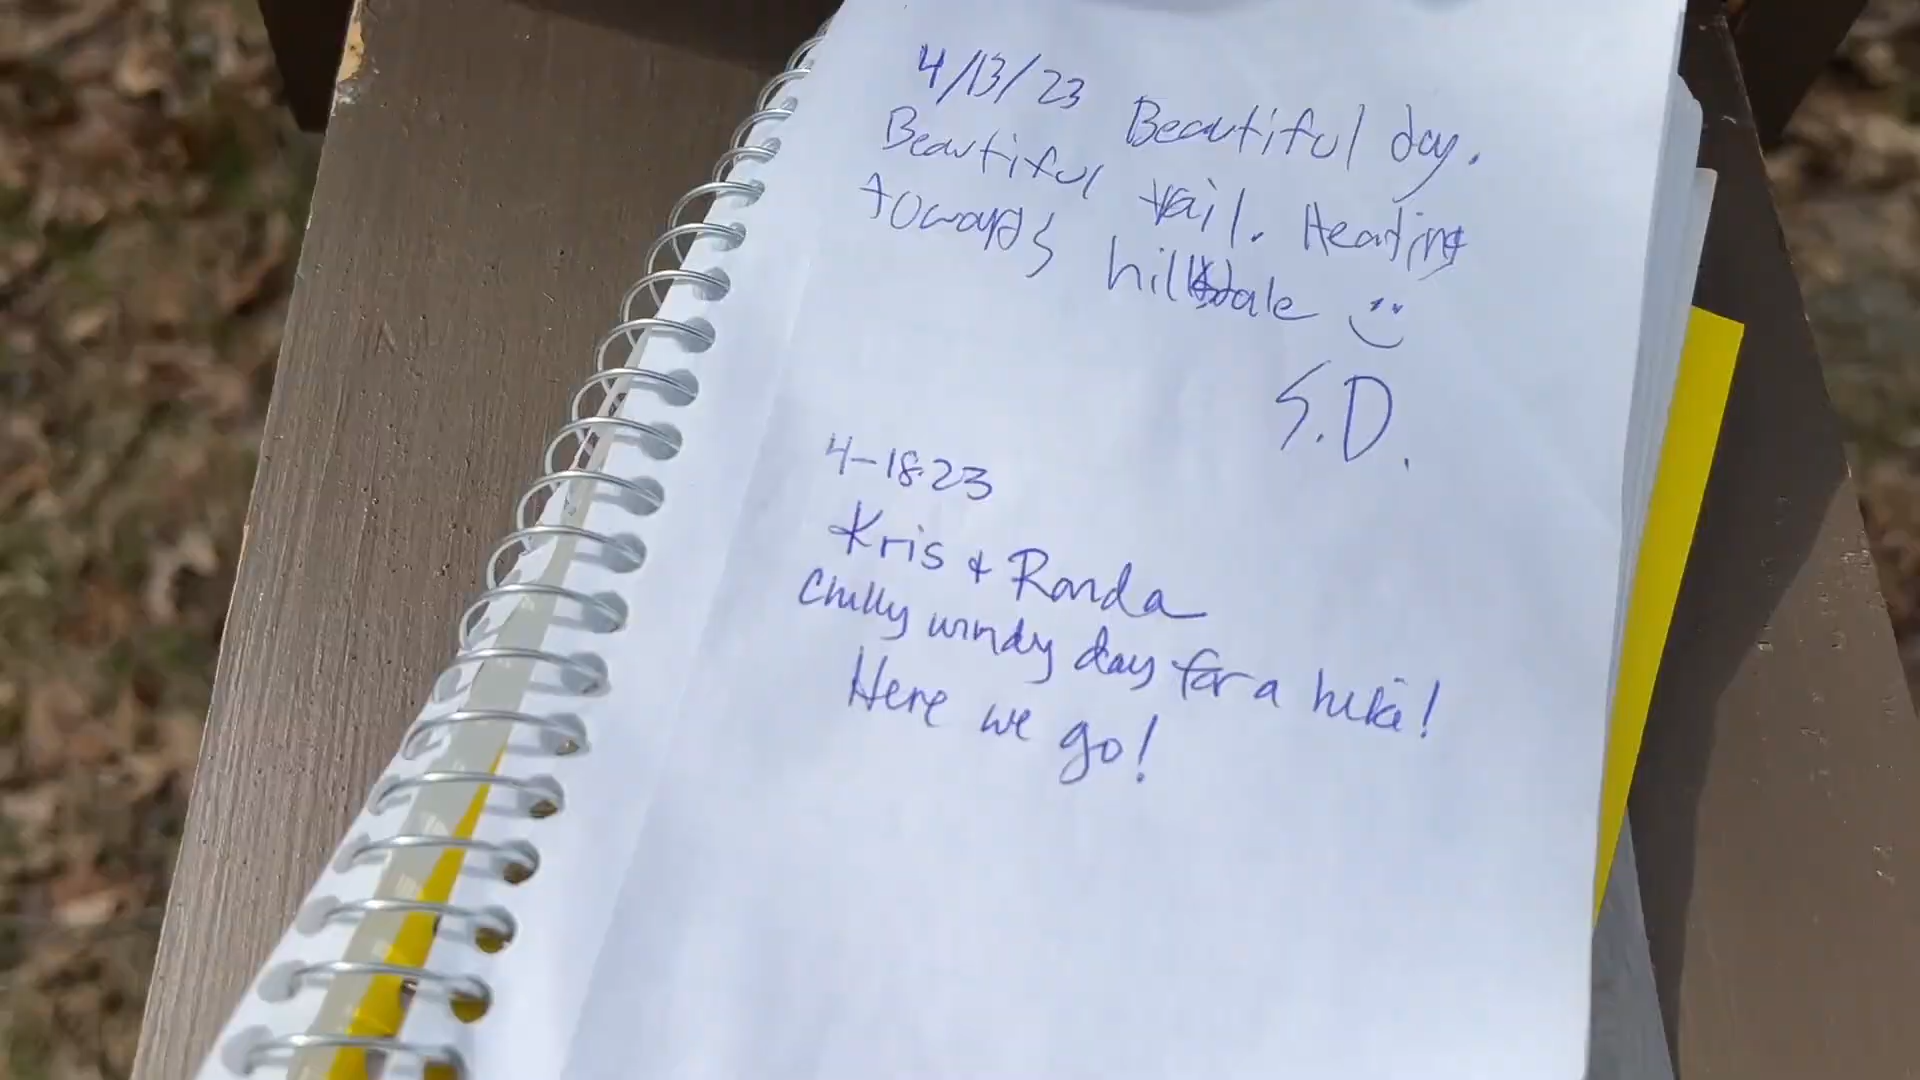 4/13/23 Beautiful day.
Beautiful trail. Heading
towards hillsdale :)
S.D.
4-18-23
Kris + Randa
Chilly windy day for a hike!
Here we go!